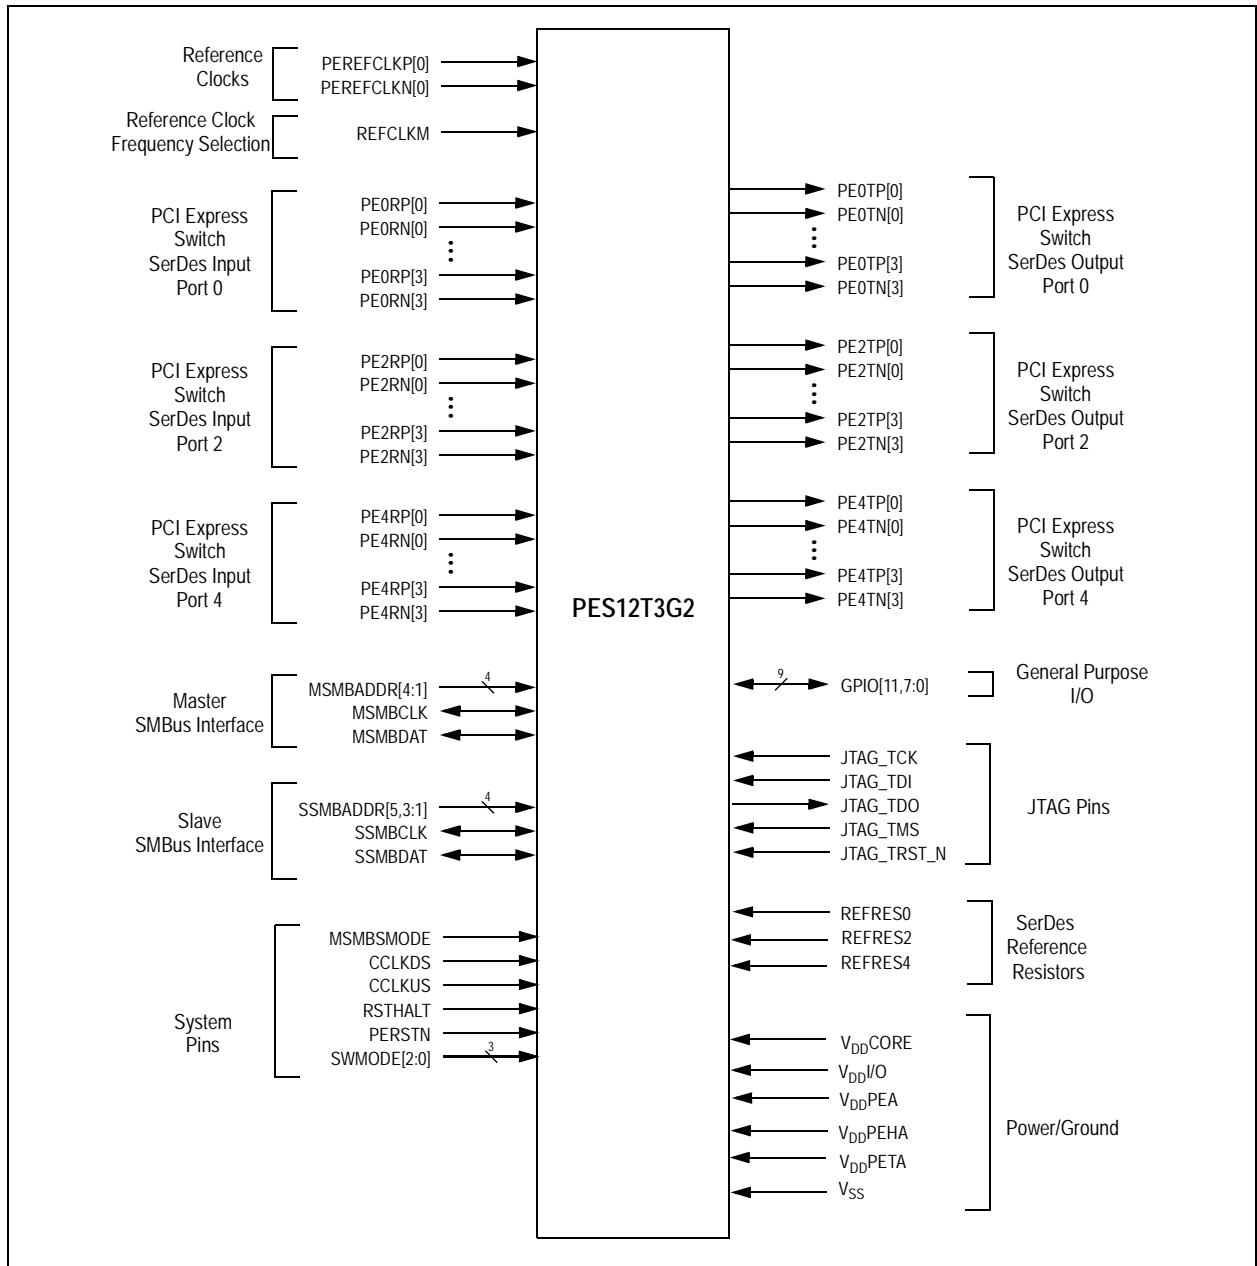 Reference
Clocks
PEREFCLKP[0]
PEREFCLKN[0]
Reference Clock
Frequency Selection
REFCLKM
PCI Express
Switch
SerDes Input
Port 0
PE0RP[0]
PE0RN[0]
PE0RP[3]
PE0RN[3]
PCI Express
Switch
SerDes Input
Port 2
PE2RP[0]
PE2RN[0]
PE2RP[3]
PE2RN[3]
PCI Express
Switch
SerDes Input
Port 4
PE4RP[0]
PE4RN[0]
PE4RP[3]
PE4RN[3]
Master
SMBus Interface
MSMBADDR[4:1]
4
MSMBCLK
MSMBDAT
Slave
SMBus Interface
SSMBADDR[5,3:1]
4
SSMBCLK
SSMBDAT
System
Pins
MSMBSMODE
CCLKDS
CCLKUS
RSTHALT
PERSTN
SWMODE[2:0]
3
PES12T3G2
PE0TP[0]
PE0TN[0]
PE0TP[3]
PE0TN[3]
PCI Express
Switch
SerDes Output
Port 0
PE2TP[0]
PE2TN[0]
PE2TP[3]
PE2TN[3]
PCI Express
Switch
SerDes Output
Port 2
PE4TP[0]
PE4TN[0]
PE4TP[3]
PE4TN[3]
PCI Express
Switch
SerDes Output
Port 4
9
GPIO[11,7:0]
General Purpose
I/O
JTAG_TCK
JTAG_TDI
JTAG_TDO
JTAG_TMS
JTAG_TRST_N
JTAG Pins
REFRES0
REFRES2
REFRES4
SerDes
Reference
Resistors
VDDCORE
VDDI/O
VDDPEA
VDDPEHA
VDDPETA
VSS
Power/Ground